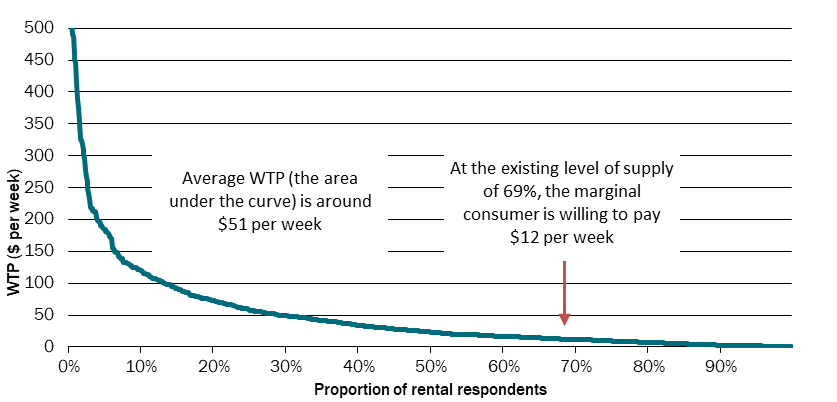 500
450
400
350
300
250
200
150
100
50
0
WTP ($ per week)
Average WTP (the area
under the curve) is around
$51 per week
At the existing level of supply
of 69%, the marginal
consumer is willing to pay
$12 per week
0% 10% 20% 30% 40% 50% 60% 70% 80% 90%
Proportion of rental respondents